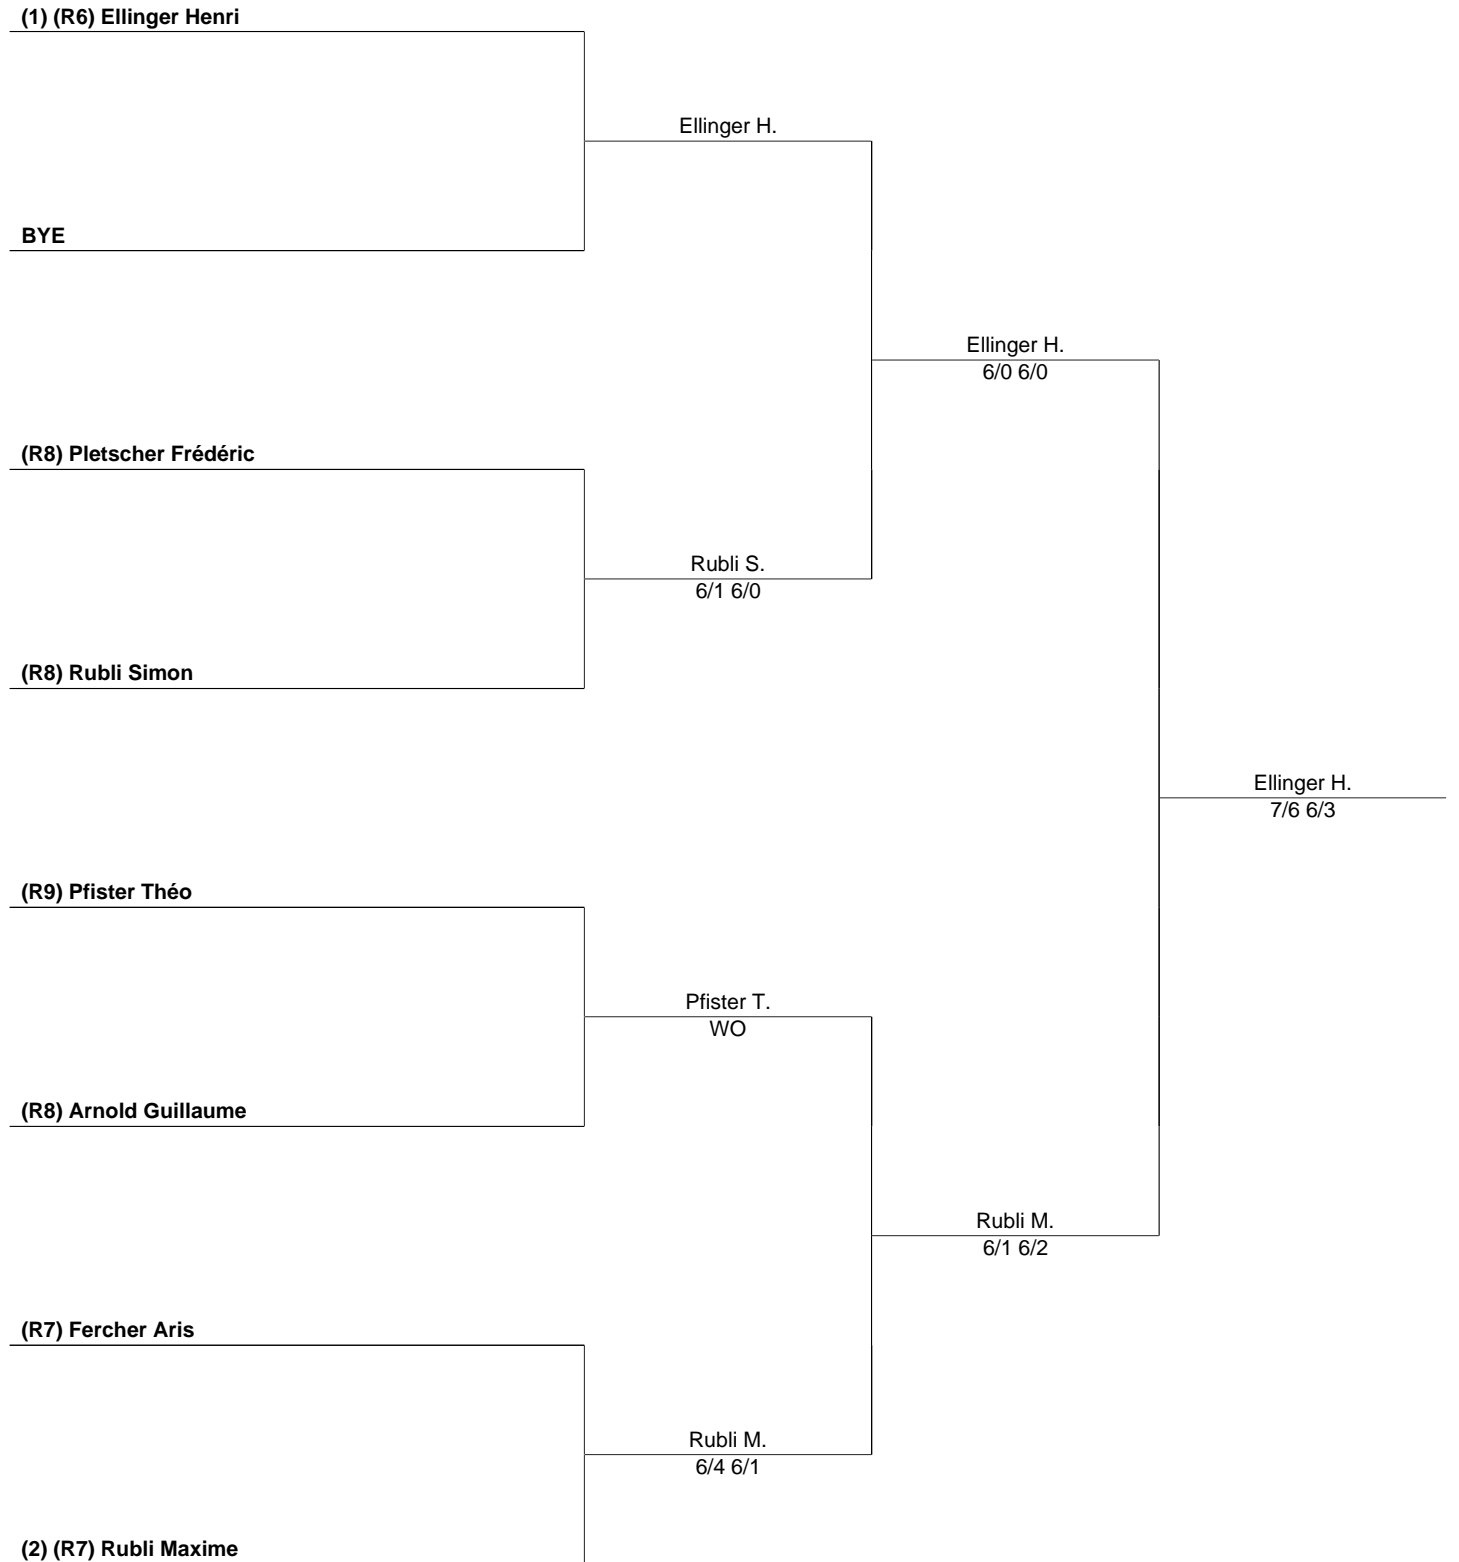 (1) (R6) Ellinger Henri
Ellinger H.
BYE
Ellinger H.
6/0 6/0
(R8) Pletscher Frédéric
Rubli S.
6/1 6/0
(R8) Rubli Simon
Ellinger H.
7/6 6/3
(R9) Pfister Théo
Pfister T.
WO
(R8) Arnold Guillaume
Rubli M.
6/1 6/2
(R7) Fercher Aris
Rubli M.
6/4 6/1
(2) (R7) Rubli Maxime